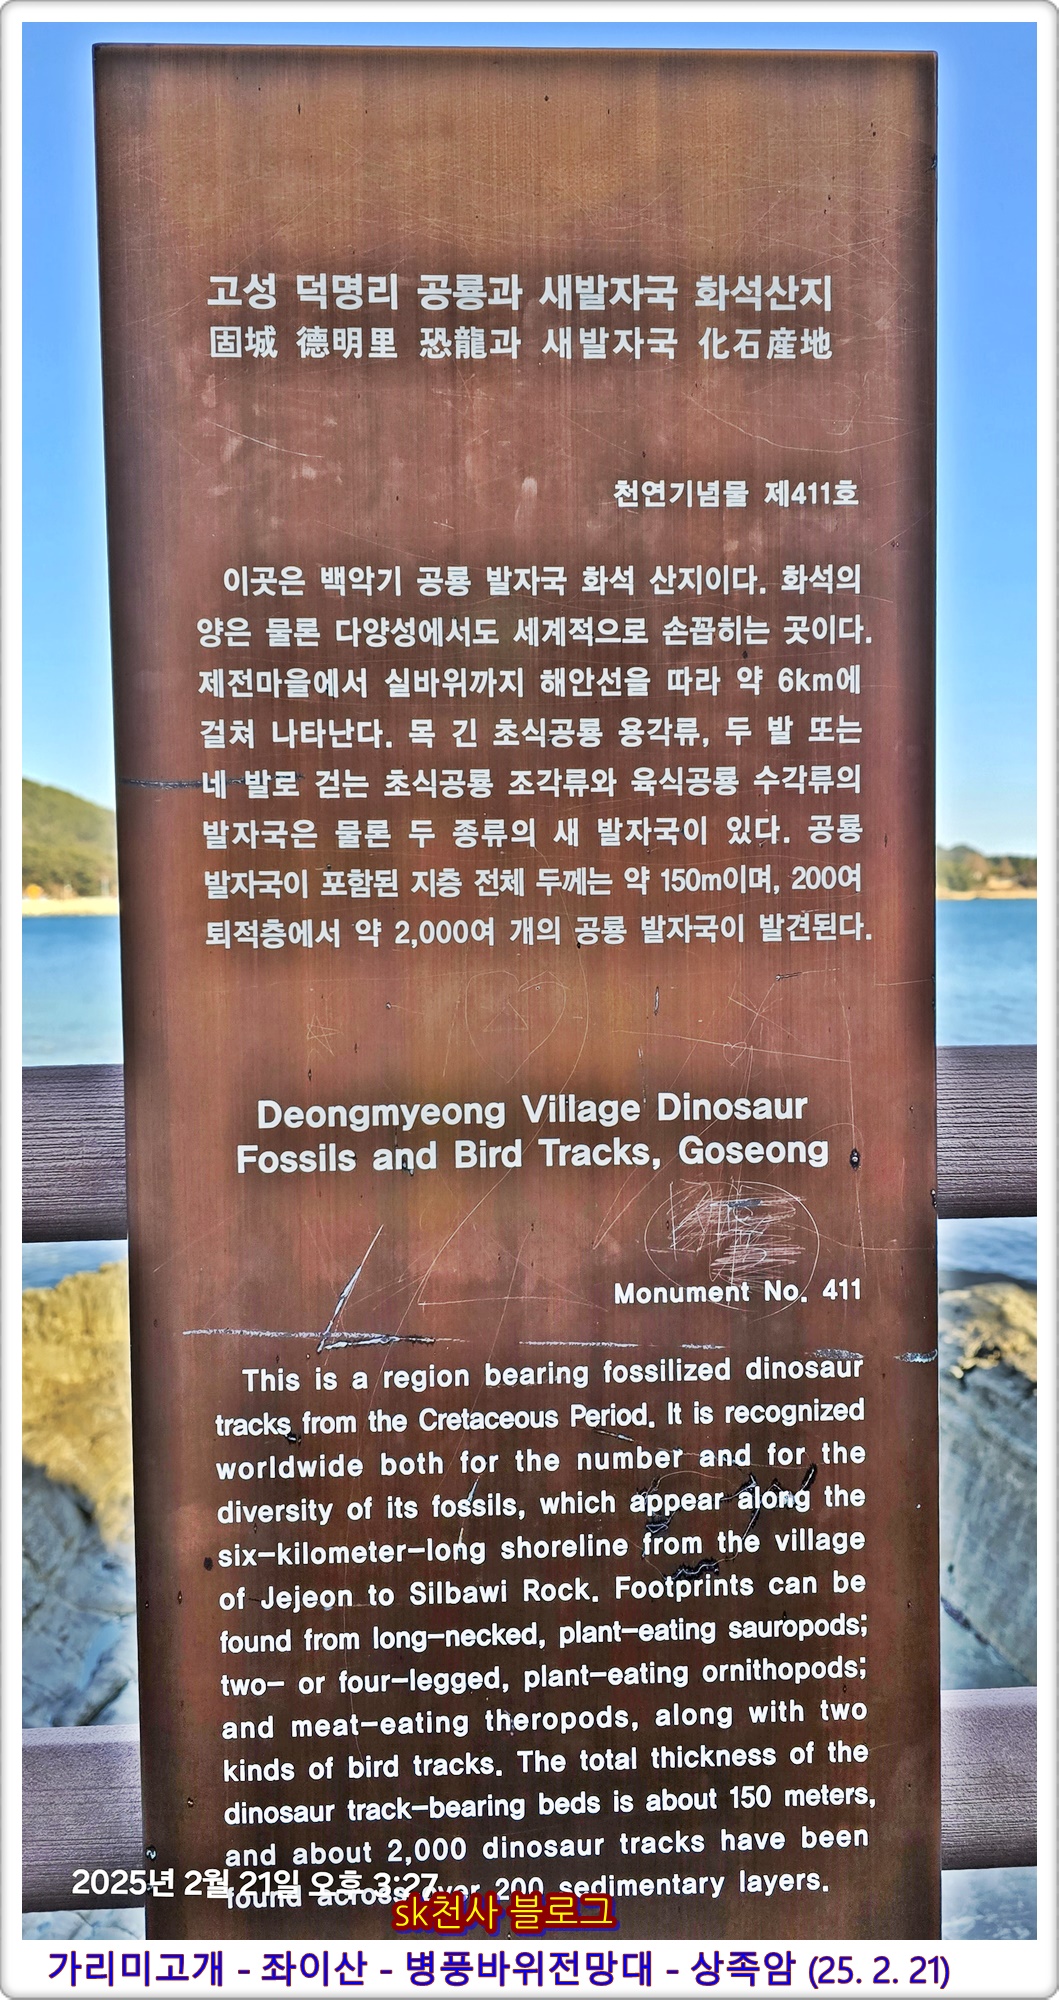 고성 덕명리 공룡과 새발자국 화석산지
固城 德明里 恐龍과 새발자국 化石産地
천연기념물 제411호
이곳은 백악기 공룡 발자국 화석 산지이다. 화석의
양은 물론 다양성에서도 세계적으로 손꼽히는 곳이다.
제전마을에서 실바위까지 해안선을 따라 약 6km에
걸쳐 나타난다. 목 긴 초식공룡 용각류, 두 발 또는
네 발로 걷는 초식공룡 조각류와 육식공룡 수각류의
발자국은 물론 두 종류의 새 발자국이 있다. 공룡
발자국이 포함된 지층 전체 두께는 약 150m이며, 200여
퇴적층에서 약 2,000여 개의 공룡 발자국이 발견된다.
Deongmyeong Village Dinosaur
Fossils and Bird Tracks, Goseong
Monument No. 411
This is a region bearing fossilized dinosaur
tracks from the Cretaceous Period. It is recognized
worldwide both for the number and for the
diversity of its fossils, which appear along the
six-kilometer-long shoreline from the village
of Jejeon to Silbawi Rock. Footprints can be
found from long-necked, plant-eating sauropods;
two- or four-legged, plant-eating ornithopods;
and meat-eating theropods, along with two
kinds of bird tracks. The total thickness of the
dinosaur track-bearing beds is about 150 meters,
and about 2,000 dinosaur tracks have been
found across over 200 sedimentary layers.
2025년 2월 21일 오후 3:27
sk천사 블로그
가리미고개 - 좌이산 - 병풍바위전망대 - 상족암 (25. 2. 21)